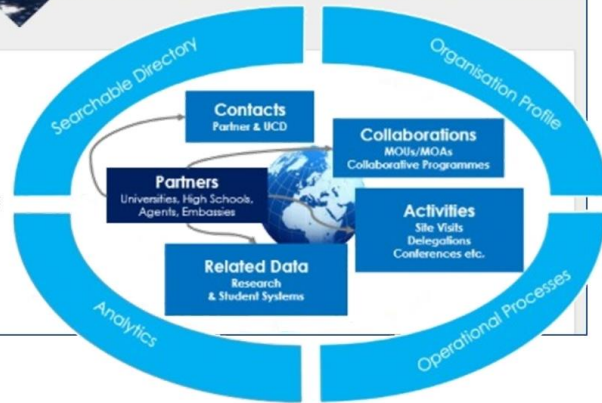 Searchable Directory
Organisation Profile
Contacts
Partner & UCD
Collaborations
MOUs/MOAs
Collaborative Programmes
Partners
Universities, High Schools,
Agents, Embassies
Activities
Site Visits
Delegations
Conferences etc.
Related Data
Research
& Student Systems
Analytics
Operational Processes